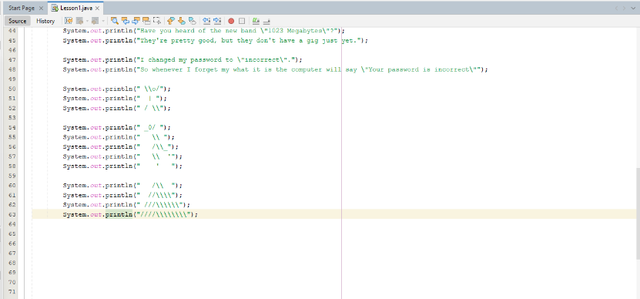 Start Page × Lesson1.java ×
Source History
44 System.out.println("Have you heard of the new band \"1023 Megabytes\"?");
45 System.out.println("They're pretty good, but they don't have a gig just yet.");
46
47 System.out.println("I changed my password to \"incorrect\".");
48 System.out.println("So whenever I forget my what it is the computer will say \"Your password is incorrect\"");
49
50 System.out.println(" \\o/");
51 System.out.println("  | ");
52 System.out.println(" / \\");
53
54 System.out.println(" _0/ ");
55 System.out.println("   \\ ");
56 System.out.println("   /\\_");
57 System.out.println("   \\  '");
58 System.out.println("    '   ");
59
60 System.out.println("   /\\  ");
61 System.out.println("  //\\\\");
62 System.out.println(" ///\\\\\\");
63 System.out.println("////\\\\\\\\");
64
65
66
67
68
69
70
71